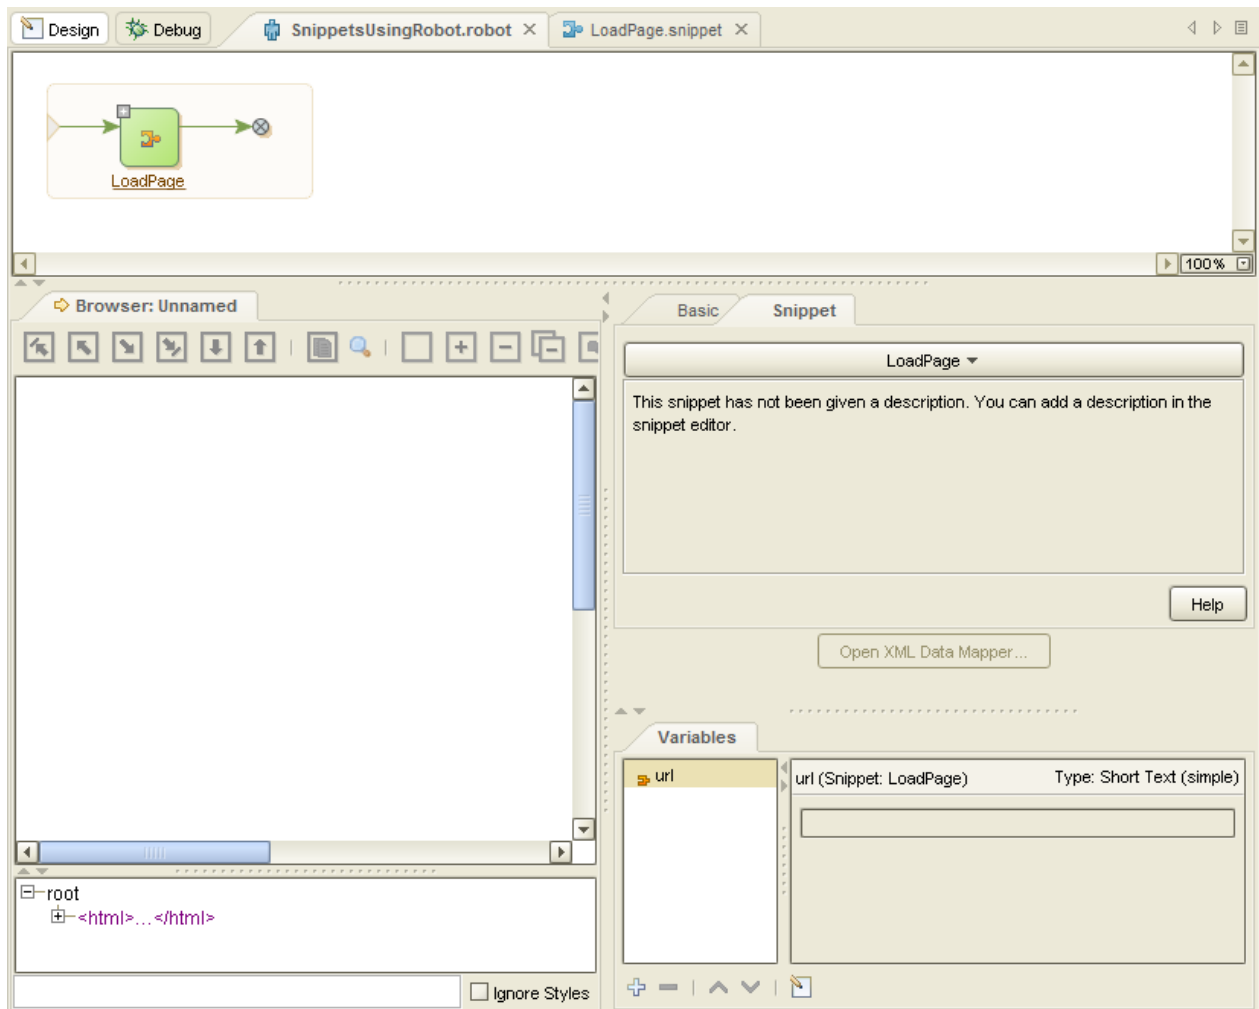 Design
Debug
SnippetsUsingRobot.robot
LoadPage.snippet
LoadPage
100%
Browser: Unnamed
Basic
Snippet
LoadPage
This snippet has not been given a description. You can add a description in the
snippet editor.
Help
Open XML Data Mapper...
Variables
url
url (Snippet: LoadPage)
Type: Short Text (simple)
root
<html>...</html>
Ignore Styles